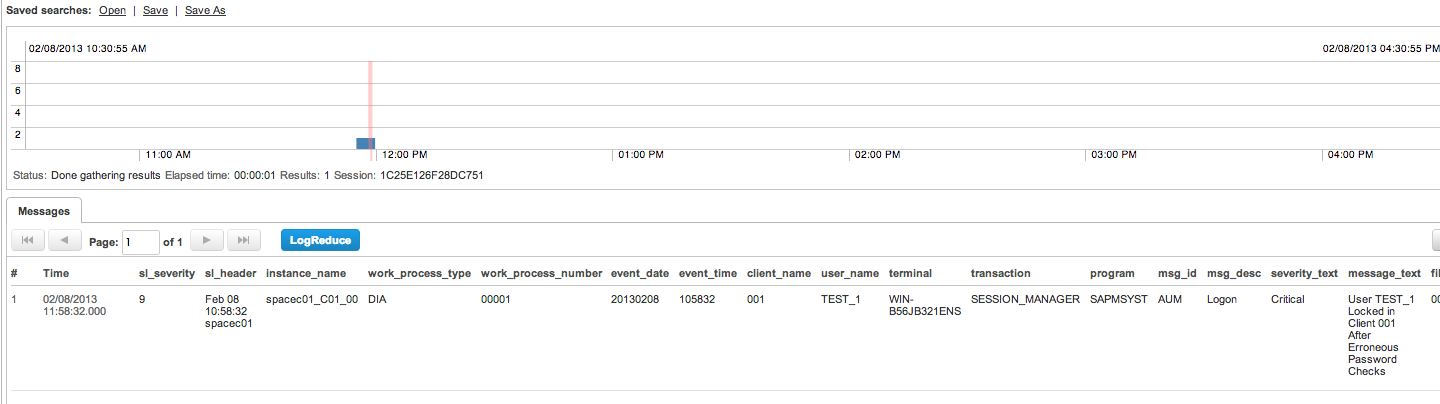 Saved searches: Open | Save | Save As
02/08/2013 10:30:55 AM 02/08/2013 04:30:55 PM
8
6
4
2
11:00 AM 12:00 PM 01:00 PM 02:00 PM 03:00 PM 04:00 PM
Status: Done gathering results Elapsed time: 00:00:01 Results: 1 Session: 1C25E126F28DC751
Messages
Page: 1 of 1 LogReduce
# Time sl_severity sl_header instance_name work_process_type work_process_number event_date event_time client_name user_name terminal transaction program msg_id msg_desc severity_text message_text fil
1 02/08/2013 9 Feb 08 spacec01_C01_00 DIA 00001 20130208 105832 001 TEST_1 WIN- SESSION_MANAGER SAPMSYST AUM Logon Critical User TEST_1 00
11:58:32.000 10:58:32 B56JB321ENS Locked in
spacec01 Client 001
After
Erroneous
Password
Checks